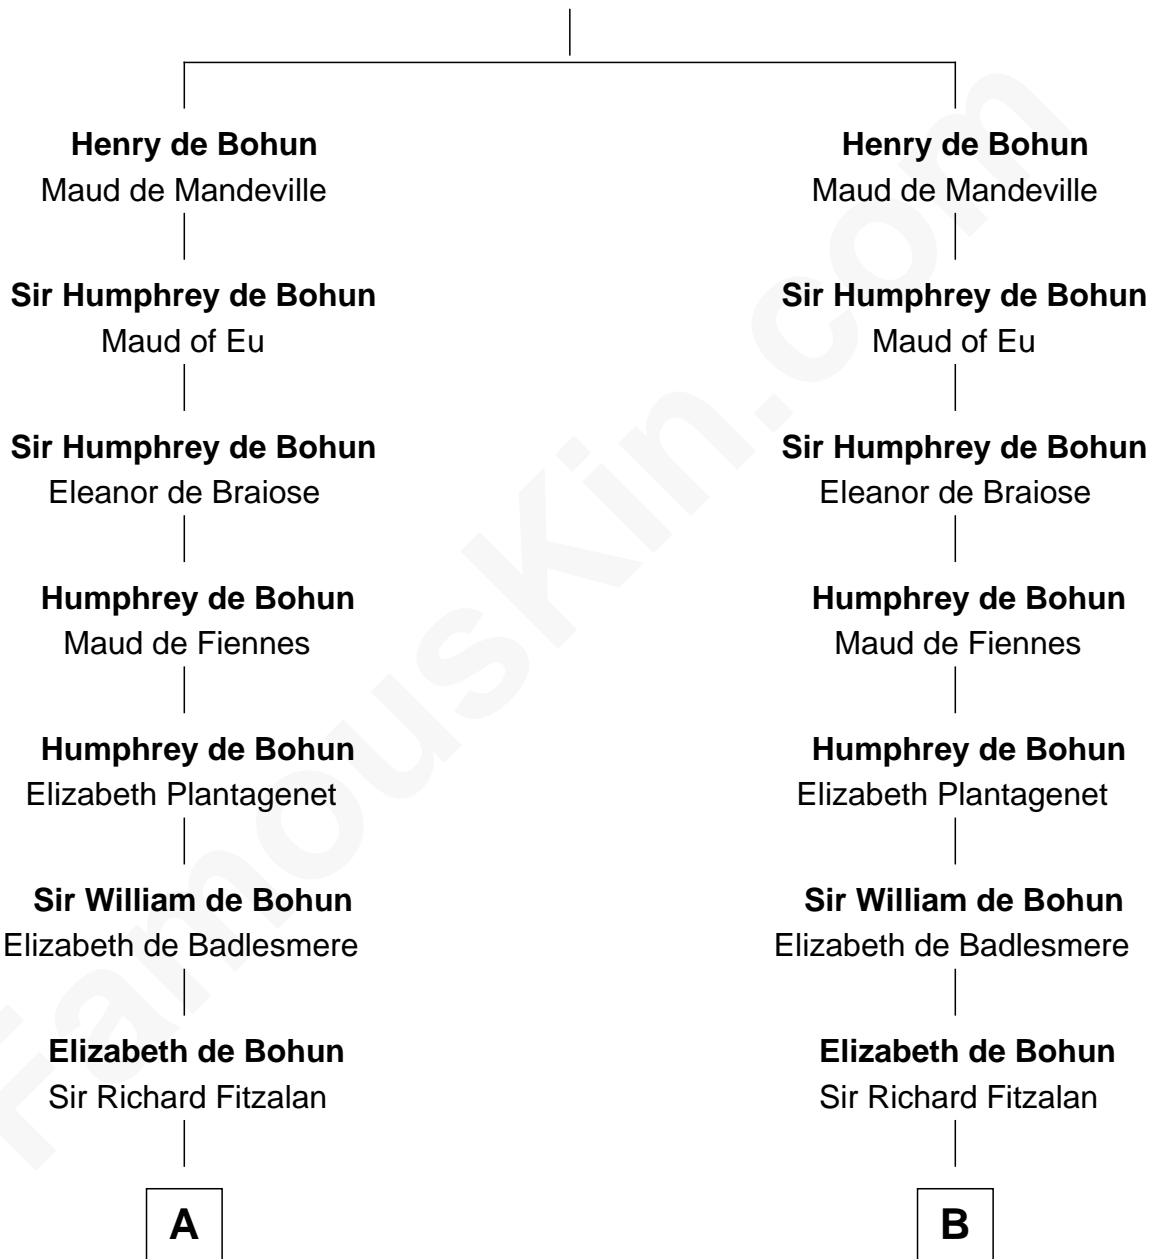 Henry de Bohun
Maud de Mandeville
Sir Humphrey de Bohun
Maud of Eu
Sir Humphrey de Bohun
Eleanor de Braiose
Humphrey de Bohun
Maud de Fiennes
Humphrey de Bohun
Elizabeth Plantagenet
Sir William de Bohun
Elizabeth de Badlesmere
Elizabeth de Bohun
Sir Richard Fitzalan
A
Henry de Bohun
Maud de Mandeville
Sir Humphrey de Bohun
Maud of Eu
Sir Humphrey de Bohun
Eleanor de Braiose
Humphrey de Bohun
Maud de Fiennes
Humphrey de Bohun
Elizabeth Plantagenet
Sir William de Bohun
Elizabeth de Badlesmere
Elizabeth de Bohun
Sir Richard Fitzalan
B
FamousKin.com